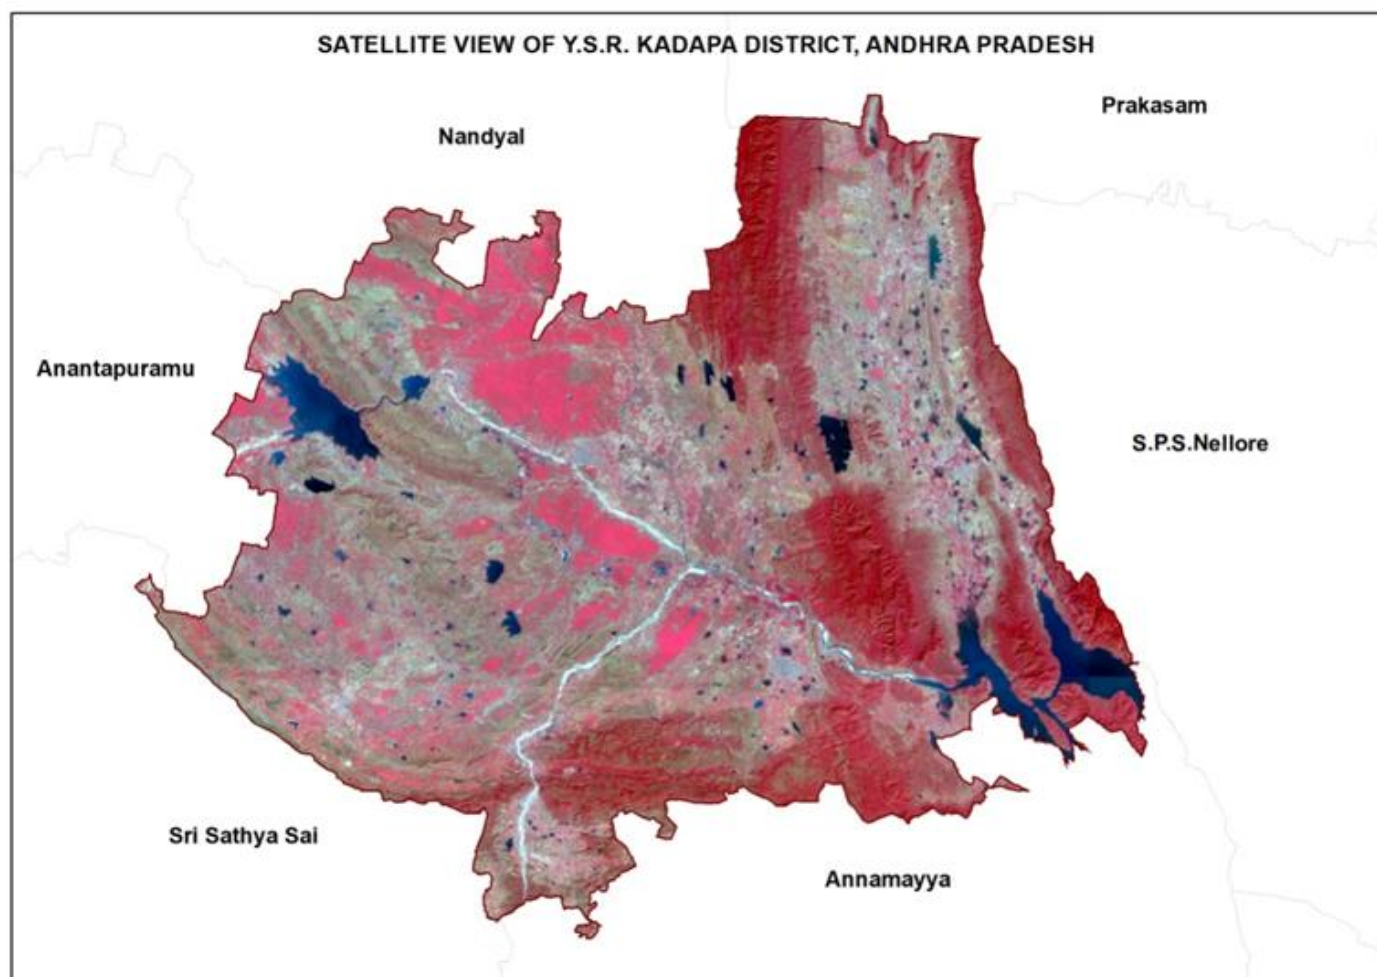 SATELLITE VIEW OF Y.S.R. KADAPA DISTRICT, ANDHRA PRADESH
Prakasam
Nandyal
Anantapuramu
S.P.S.Nellore
Sri Sathya Sai
Annamayya